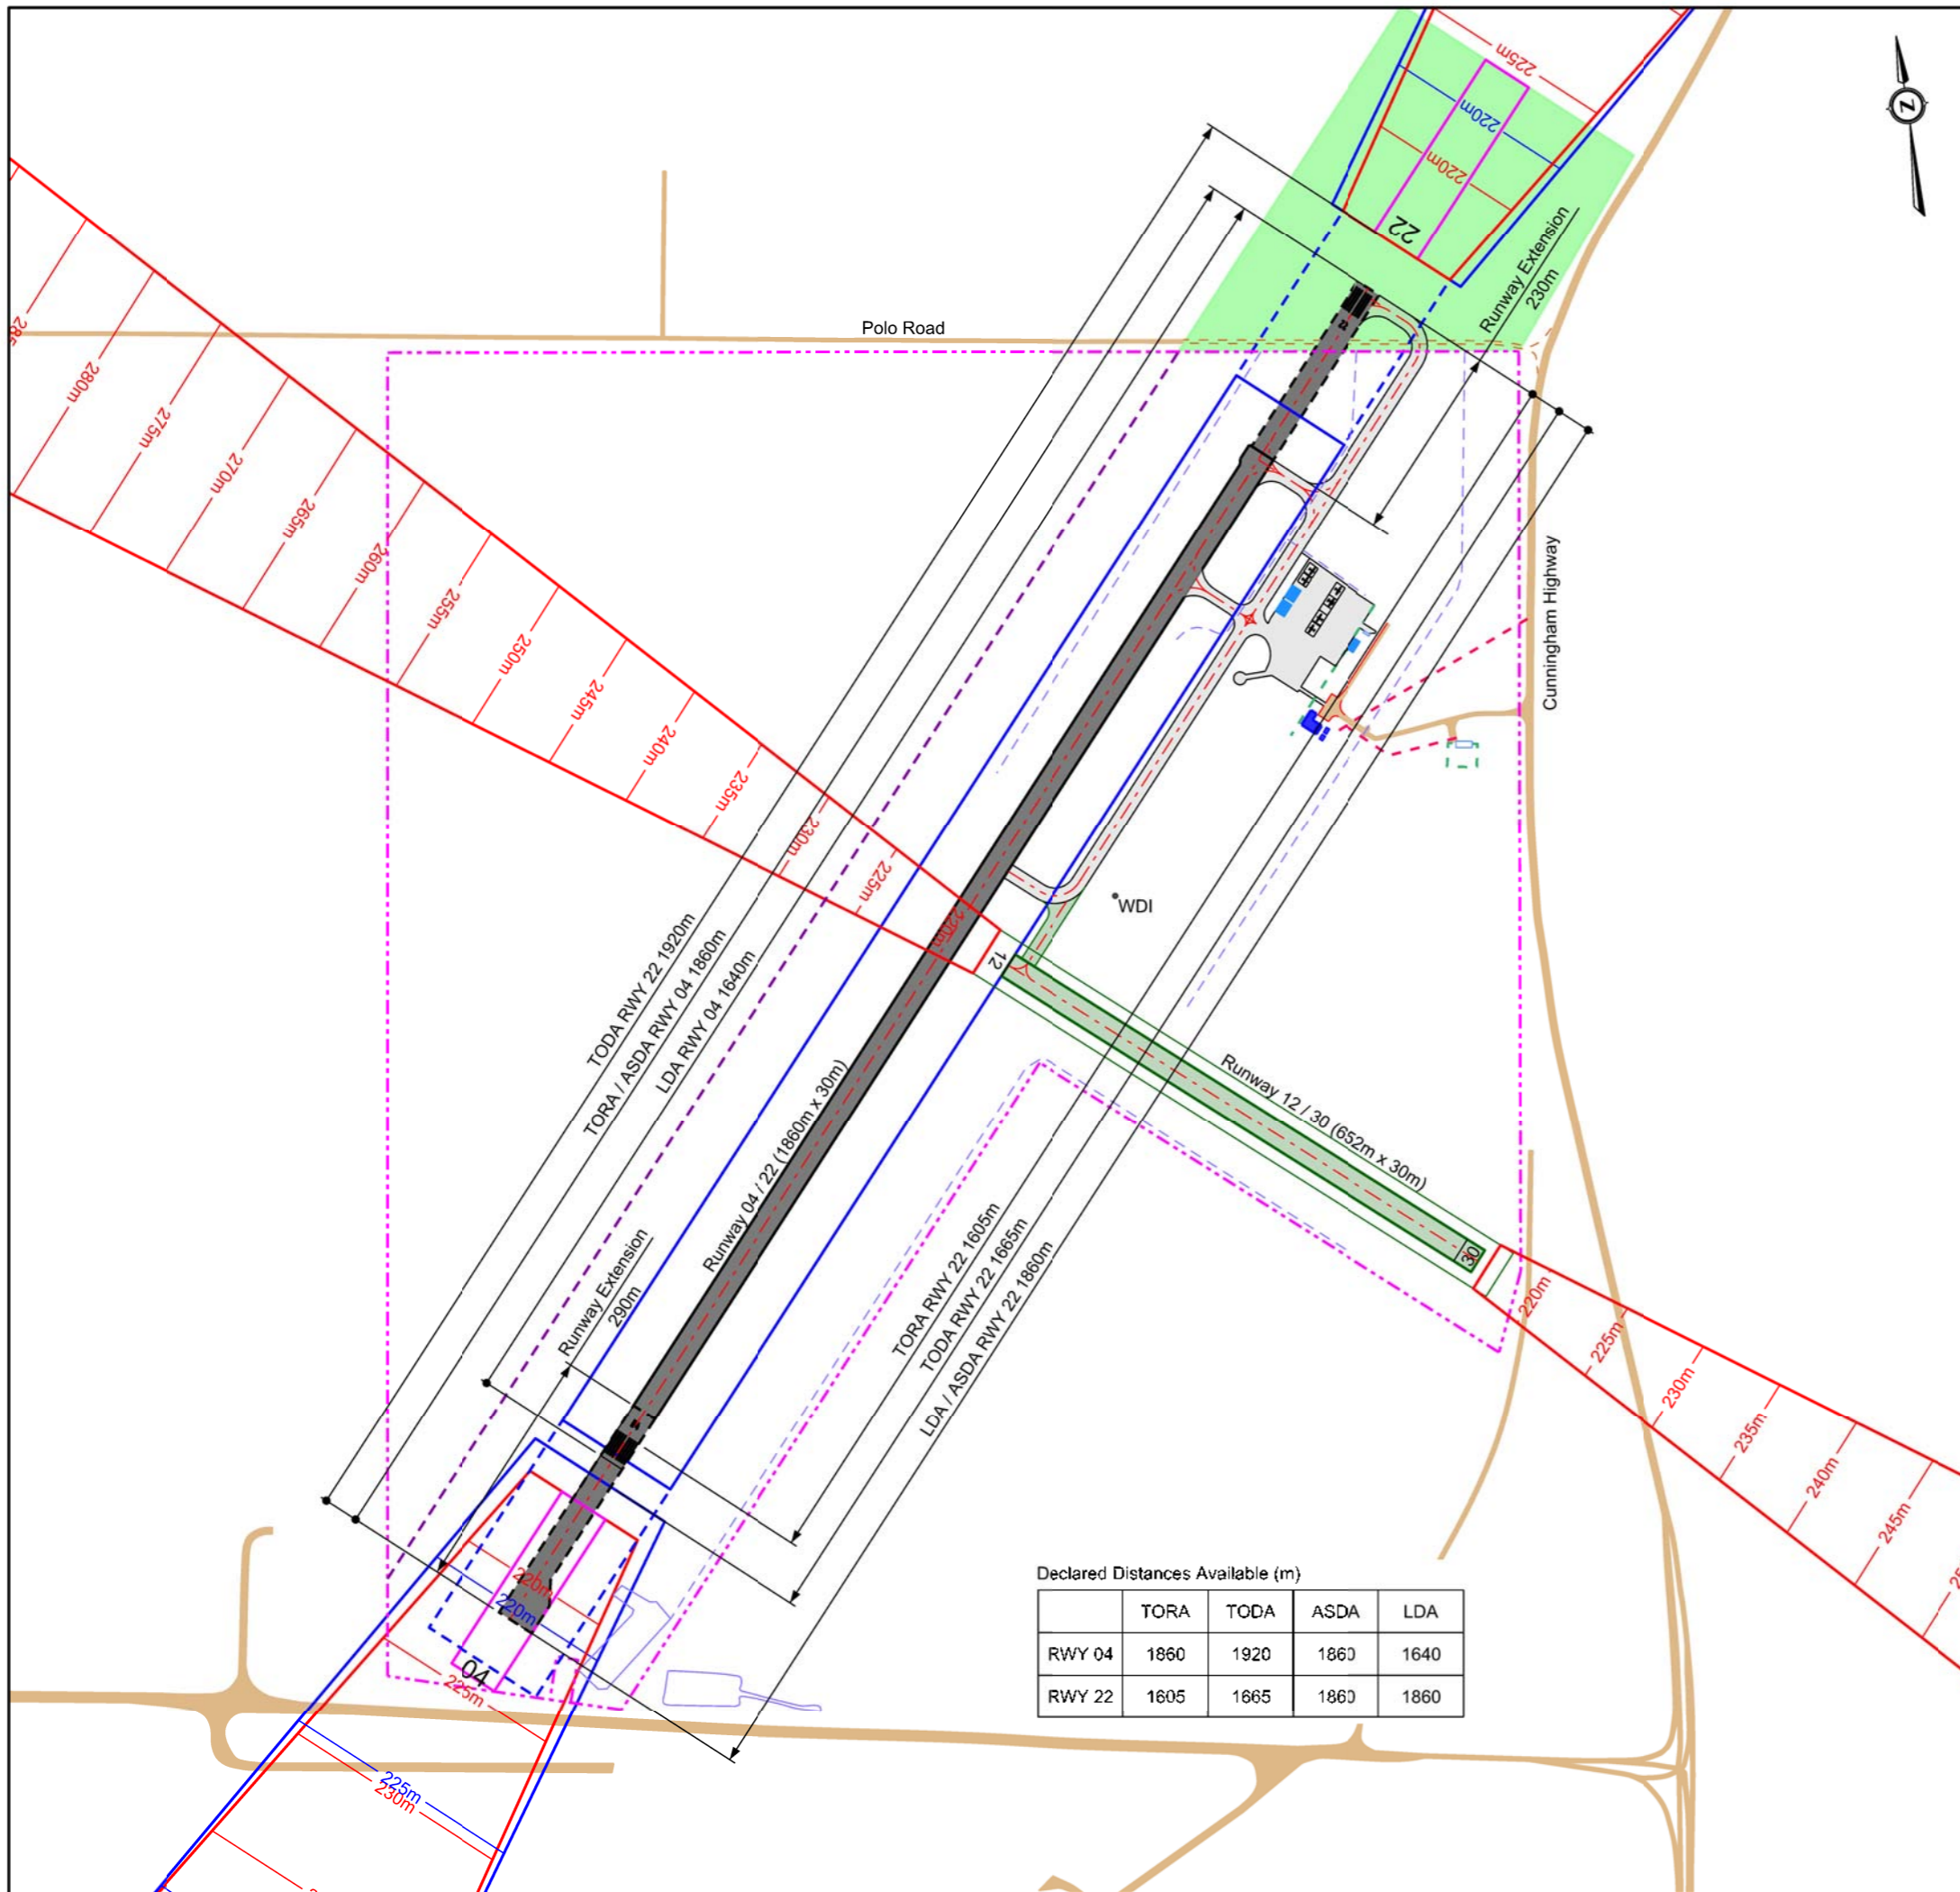 225m
220m
220m
22
N
Runway Extension
230m
Polo Road
285m
280m
275m
270m
265m
260m
255m
250m
245m
240m
235m
230m
225m
220m
Cunningham Highway
WDI
12
TODA RWY 22 1920m
TORA / ASDA RWY 04 1860m
LDA RWY 04 1640m
Runway 04 / 22 (1860m x 30m)
Runway 12 / 30 (652m x 30m)
30
Runway Extension
290m
TORA RWY 22 1605m
TODA RWY 22 1665m
LDA / ASDA RWY 22 1860m
220m
225m
230m
235m
240m
245m
220m
220m
04
225m
225m
230m
Declared Distances Available (m)
TORA TODA ASDA LDA
RWY 04 1860 1920 1860 1640
RWY 22 1605 1665 1860 1860